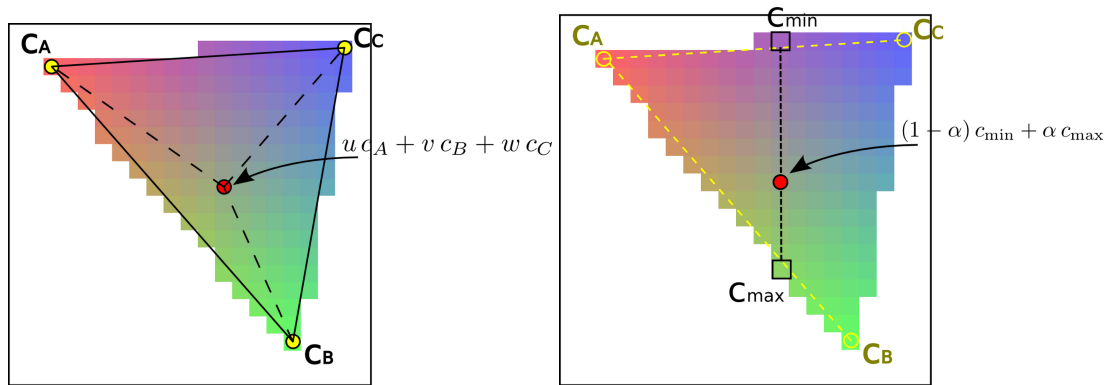 CA
CC
u cA + v cB + w cC
CB
Cmin
CA
CC
(1 − α) cmin + α cmax
Cmax
CB